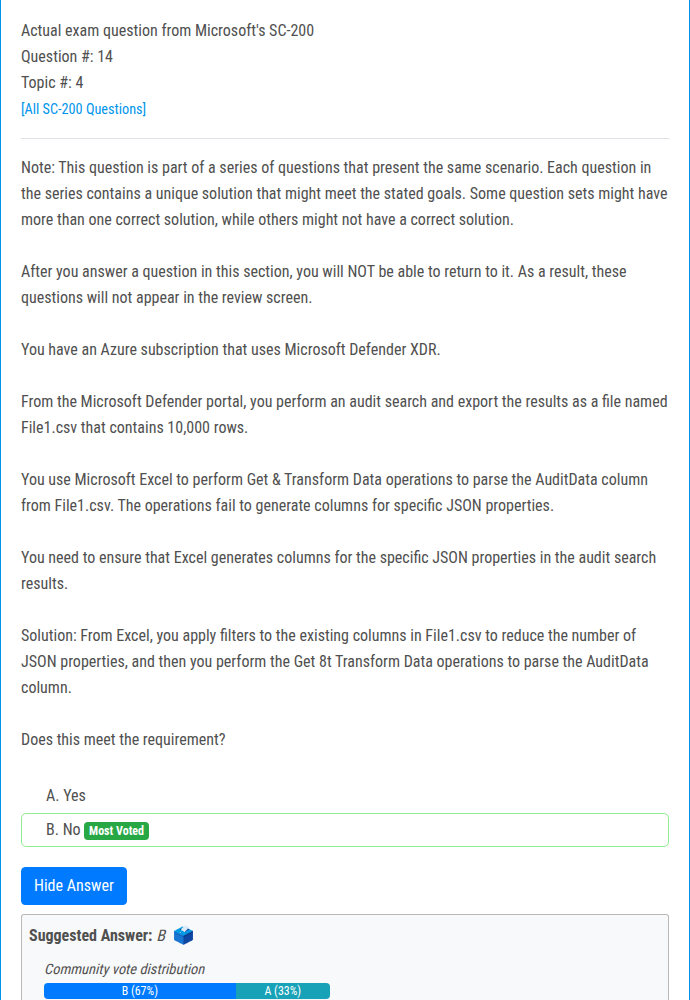 Actual exam question from Microsoft's SC-200
Question #: 14
Topic #: 4
[All SC-200 Questions]
Note: This question is part of a series of questions that present the same scenario. Each question in
the series contains a unique solution that might meet the stated goals. Some question sets might have
more than one correct solution, while others might not have a correct solution.
After you answer a question in this section, you will NOT be able to return to it. As a result, these
questions will not appear in the review screen.
You have an Azure subscription that uses Microsoft Defender XDR.
From the Microsoft Defender portal, you perform an audit search and export the results as a file named
File1.csv that contains 10,000 rows.
You use Microsoft Excel to perform Get & Transform Data operations to parse the AuditData column
from File1.csv. The operations fail to generate columns for specific JSON properties.
You need to ensure that Excel generates columns for the specific JSON properties in the audit search
results.
Solution: From Excel, you apply filters to the existing columns in File1.csv to reduce the number of
JSON properties, and then you perform the Get 8t Transform Data operations to parse the AuditData
column.
Does this meet the requirement?
A. Yes
B. No Most Voted
Hide Answer
Suggested Answer: B
Community vote distribution
B (67%) A (33%)